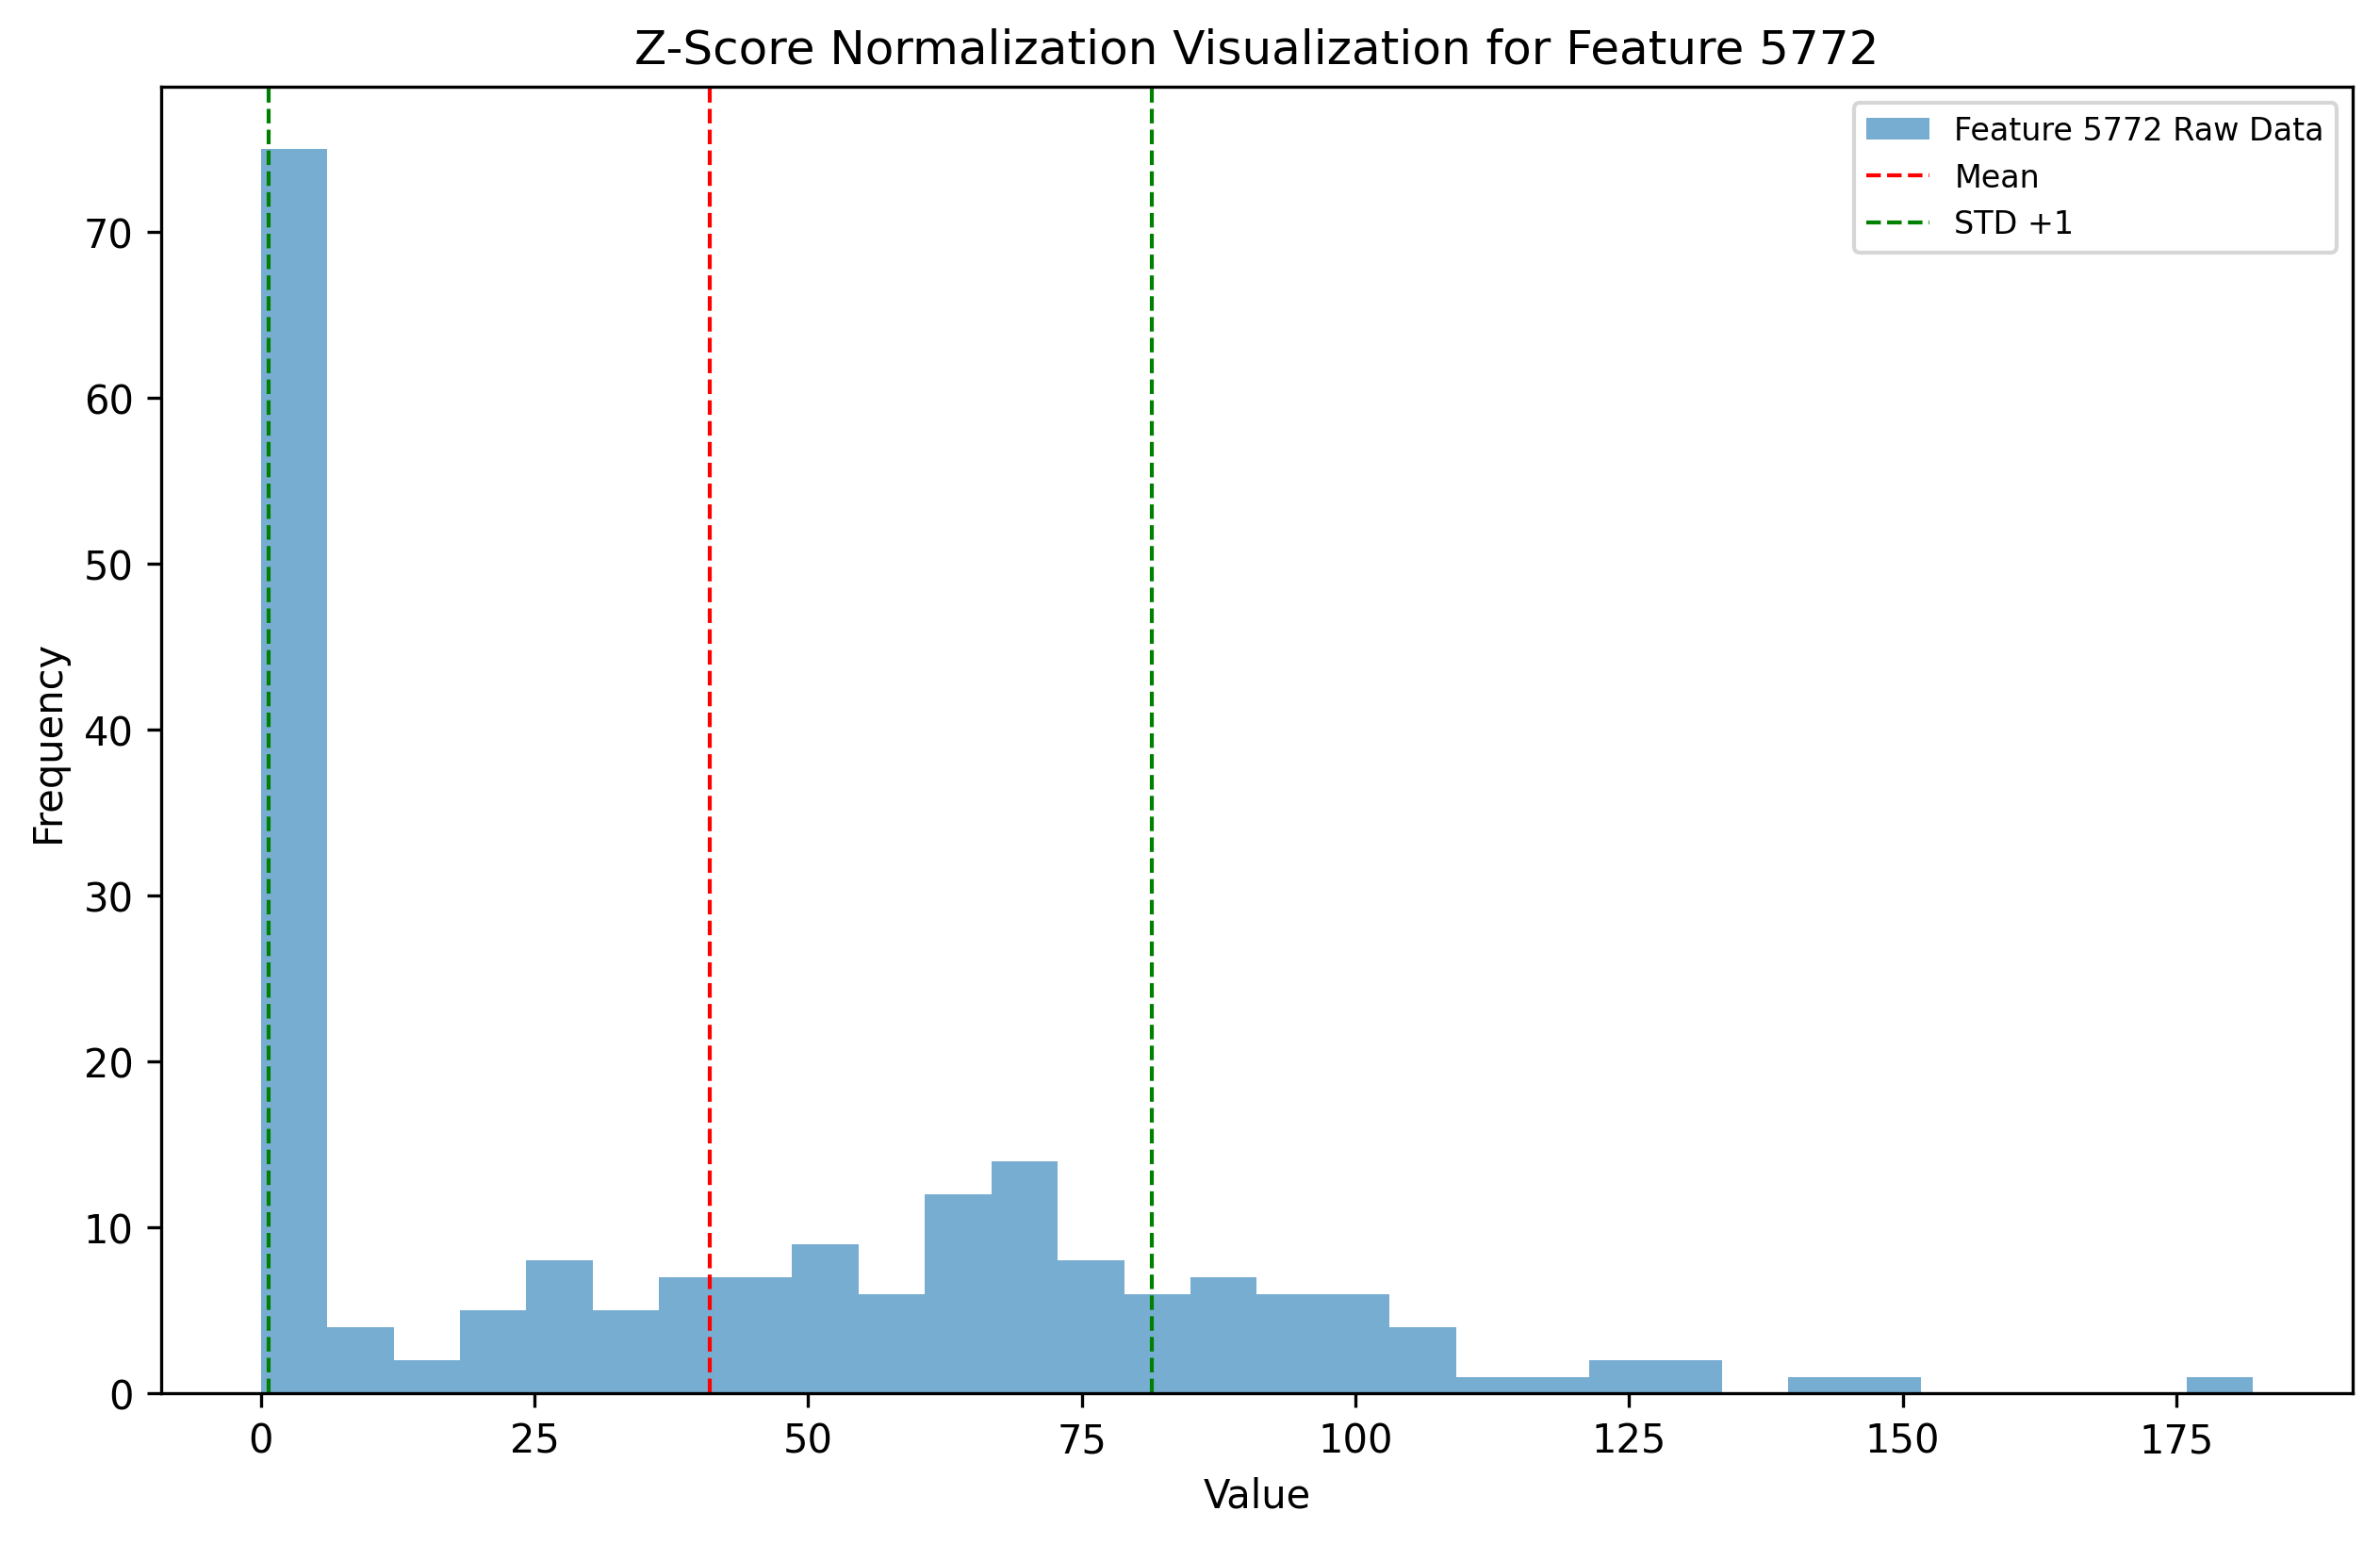 Z-Score Normalization Visualization for Feature 5772
Feature 5772 Raw Data
Mean
STD +1
70
60
50
40
30
20
10
0
Frequency
0 25 50 75 100 125 150 175
Value